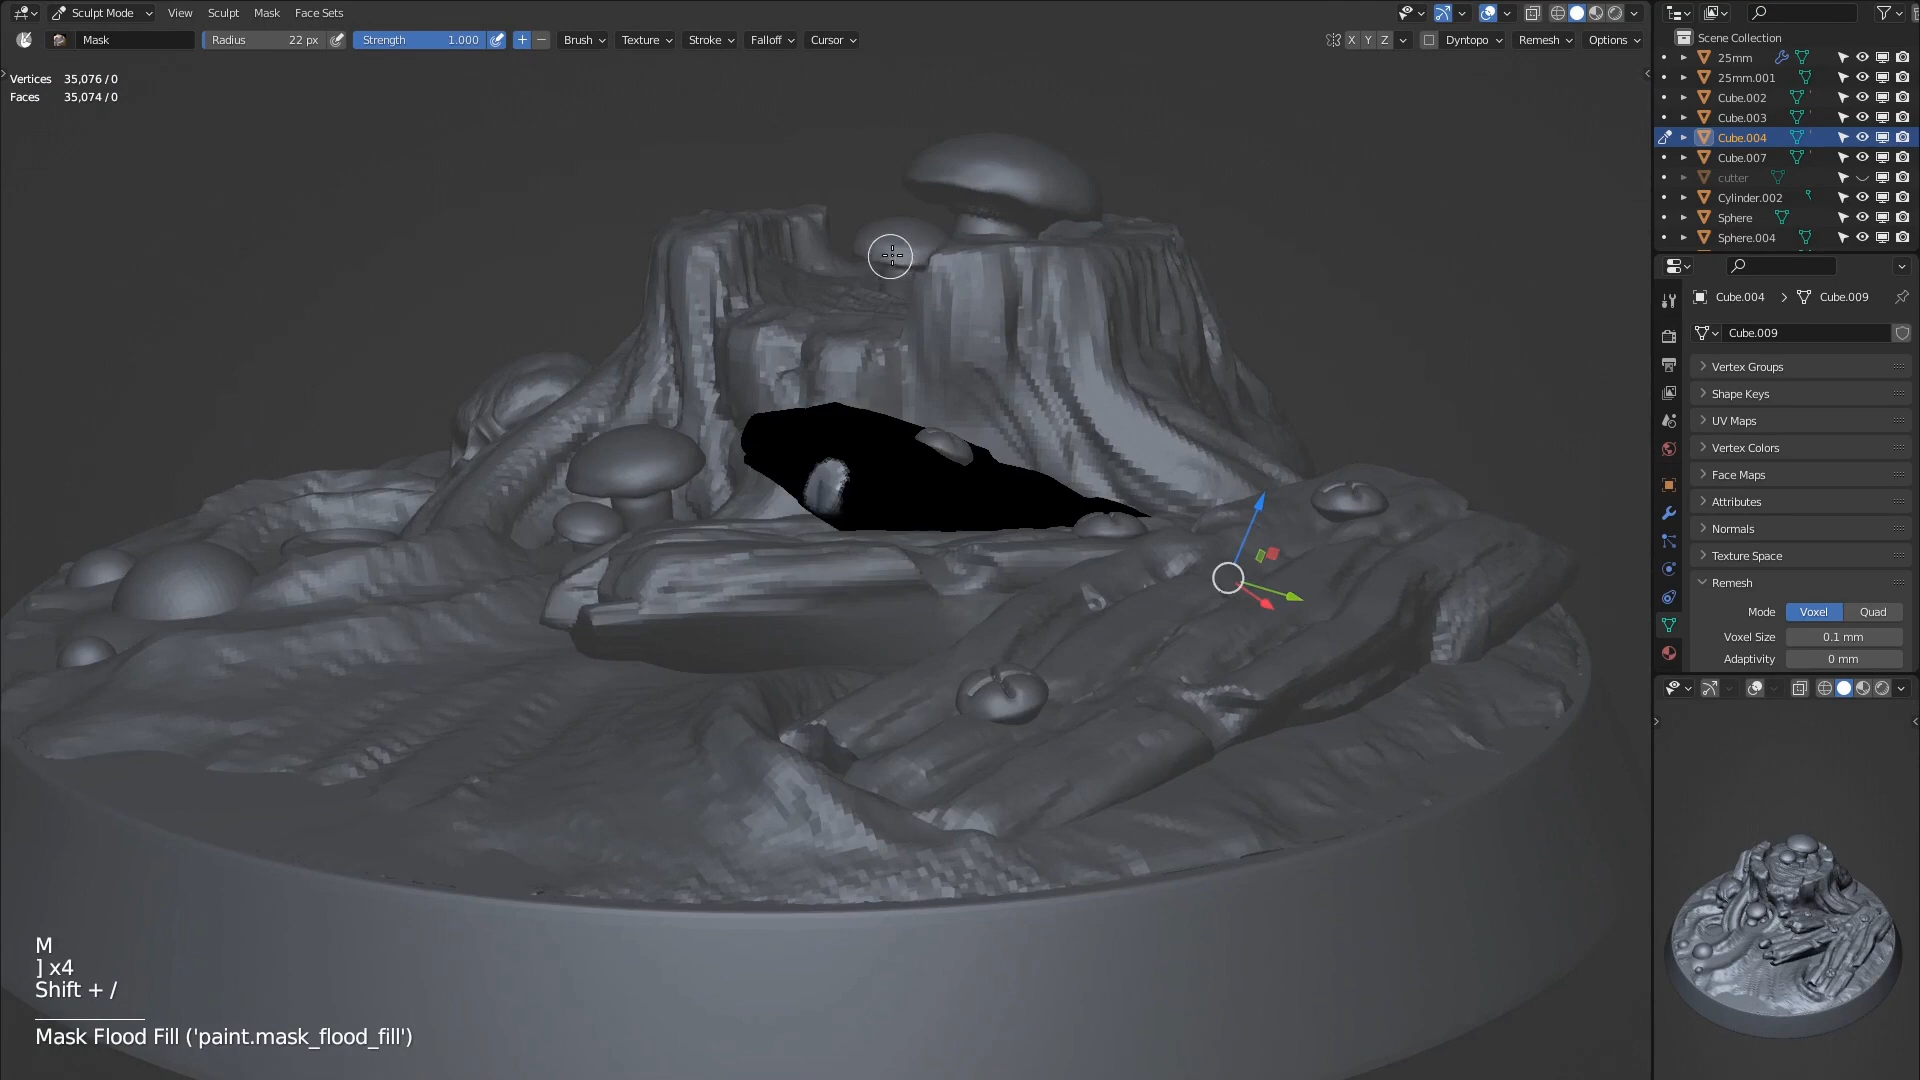 Sculpt Mode View Sculpt Mask Face Sets
Mask Radius 22 px Strength 1.000 Brush Texture Stroke Falloff Cursor X Y Z Dyntopo Remesh Options
Vertices 35,076 / 0
Faces 35,074 / 0
M
] x4
Shift + /
Mask Flood Fill ('paint.mask_flood_fill')
Scene Collection
25mm
25mm.001
Cube.002
Cube.003
Cube.004
Cube.007
cutter
Cylinder.002
Sphere
Sphere.004
Cube.004 Cube.009
Cube.009
Vertex Groups
Shape Keys
UV Maps
Vertex Colors
Face Maps
Attributes
Normals
Texture Space
Remesh
Mode Voxel Quad
Voxel Size 0.1 mm
Adaptivity 0 mm